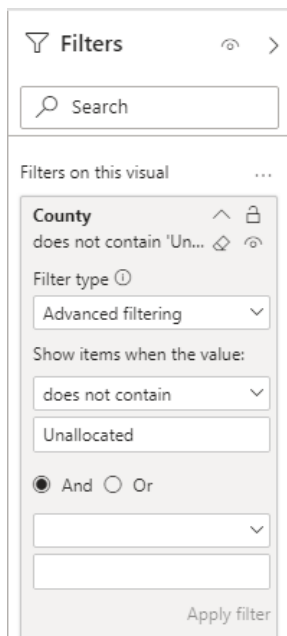 Filters
Search
Filters on this visual
County
does not contain 'Un...
Filter type
Advanced filtering
Show items when the value:
does not contain
Unallocated
And Or
Apply filter